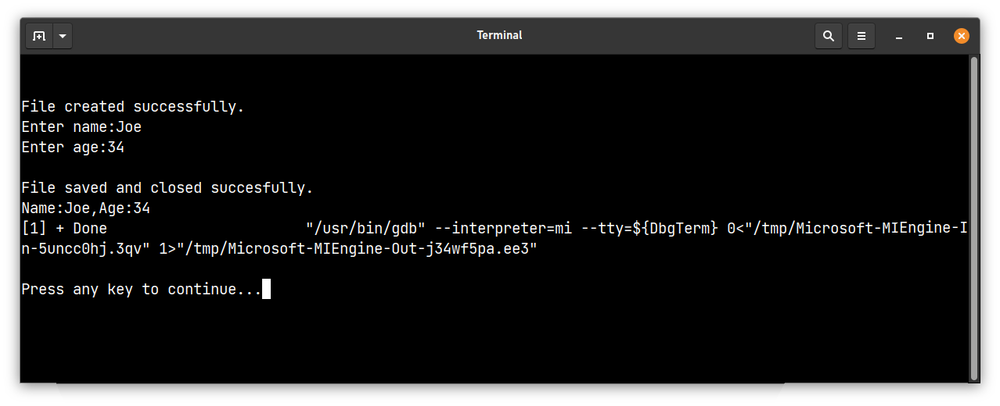 Terminal
File created successfully.
Enter name:Joe
Enter age:34
File saved and closed succesfully.
Name:Joe,Age:34
[1] + Done                       "/usr/bin/gdb" --interpreter=mi --tty=${DbgTerm} 0<"/tmp/Microsoft-MIEngine-I
n-5uncc0hj.3qv" 1>"/tmp/Microsoft-MIEngine-Out-j34wf5pa.ee3"
Press any key to continue...